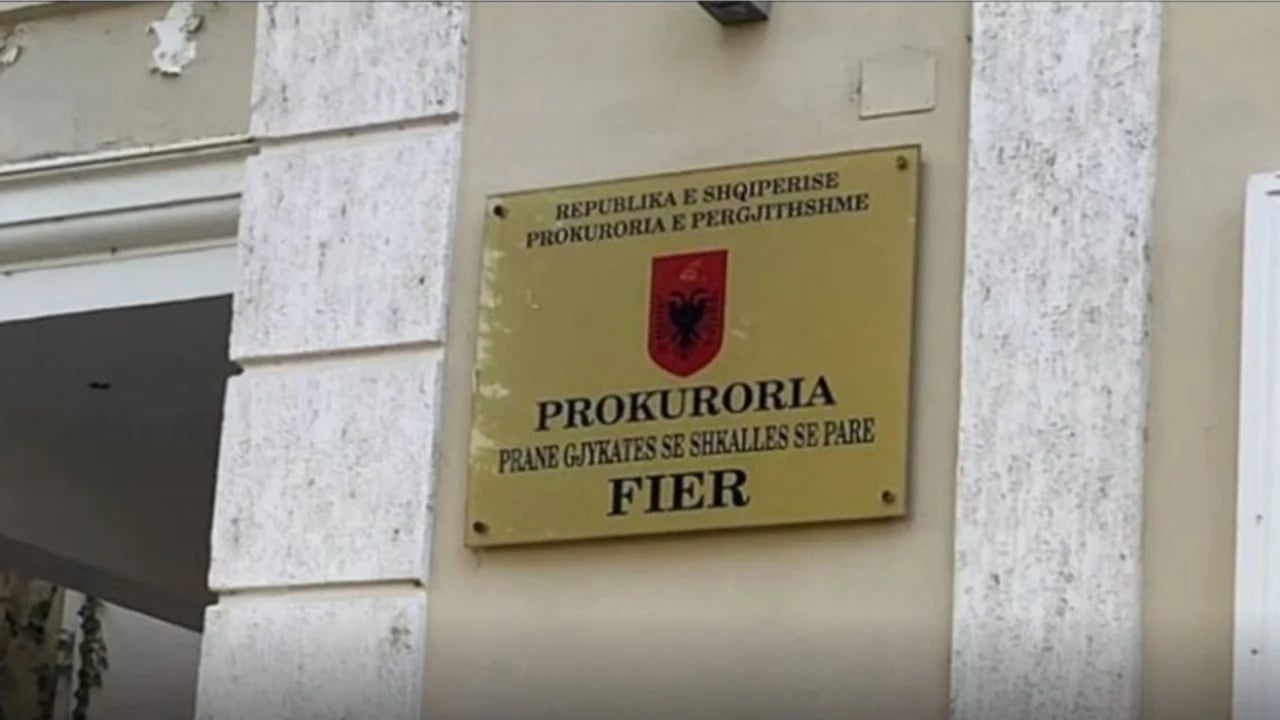 REPUBLIKA E SHQIPERISE
PROKURORIA E PERGJITHSHME
PROKURORIA
PRANE GJYKATES SE SHKALLES SE PARE
FIER